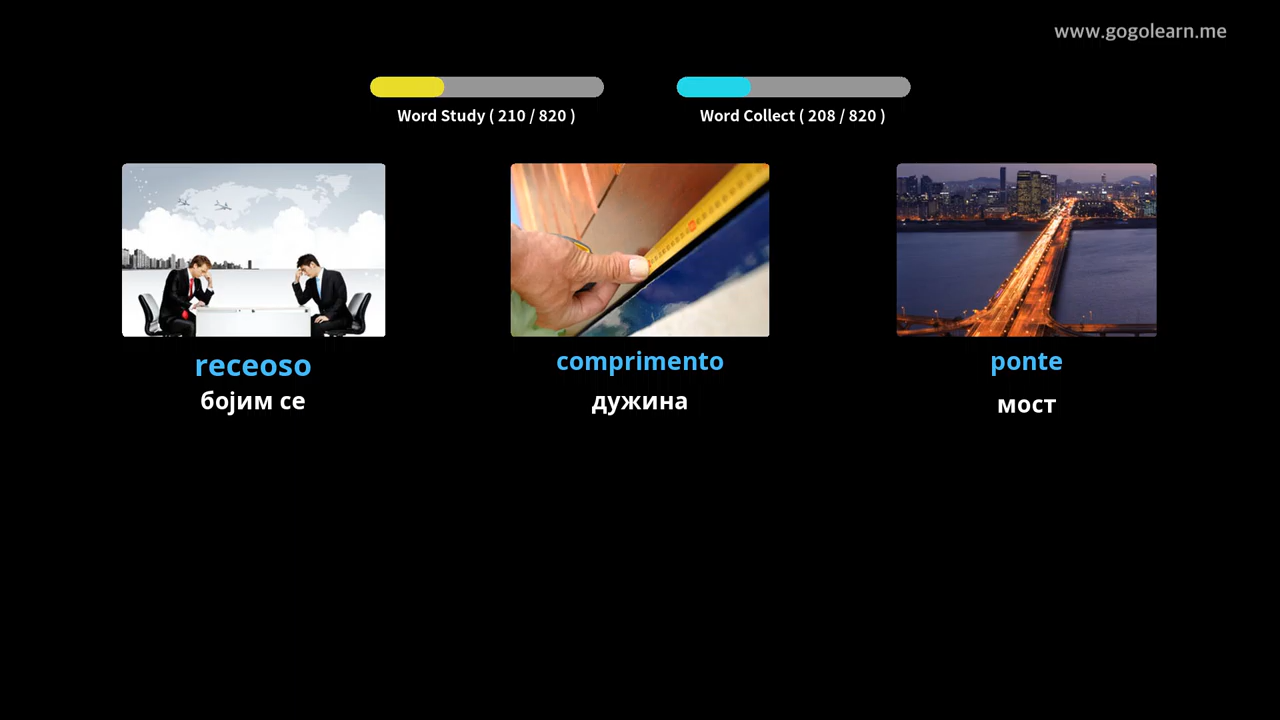 www.gogolearn.me
Word Study ( 210 / 820 )
Word Collect ( 208 / 820 )
receoso
бојим се
comprimento
дужина
ponte
мост